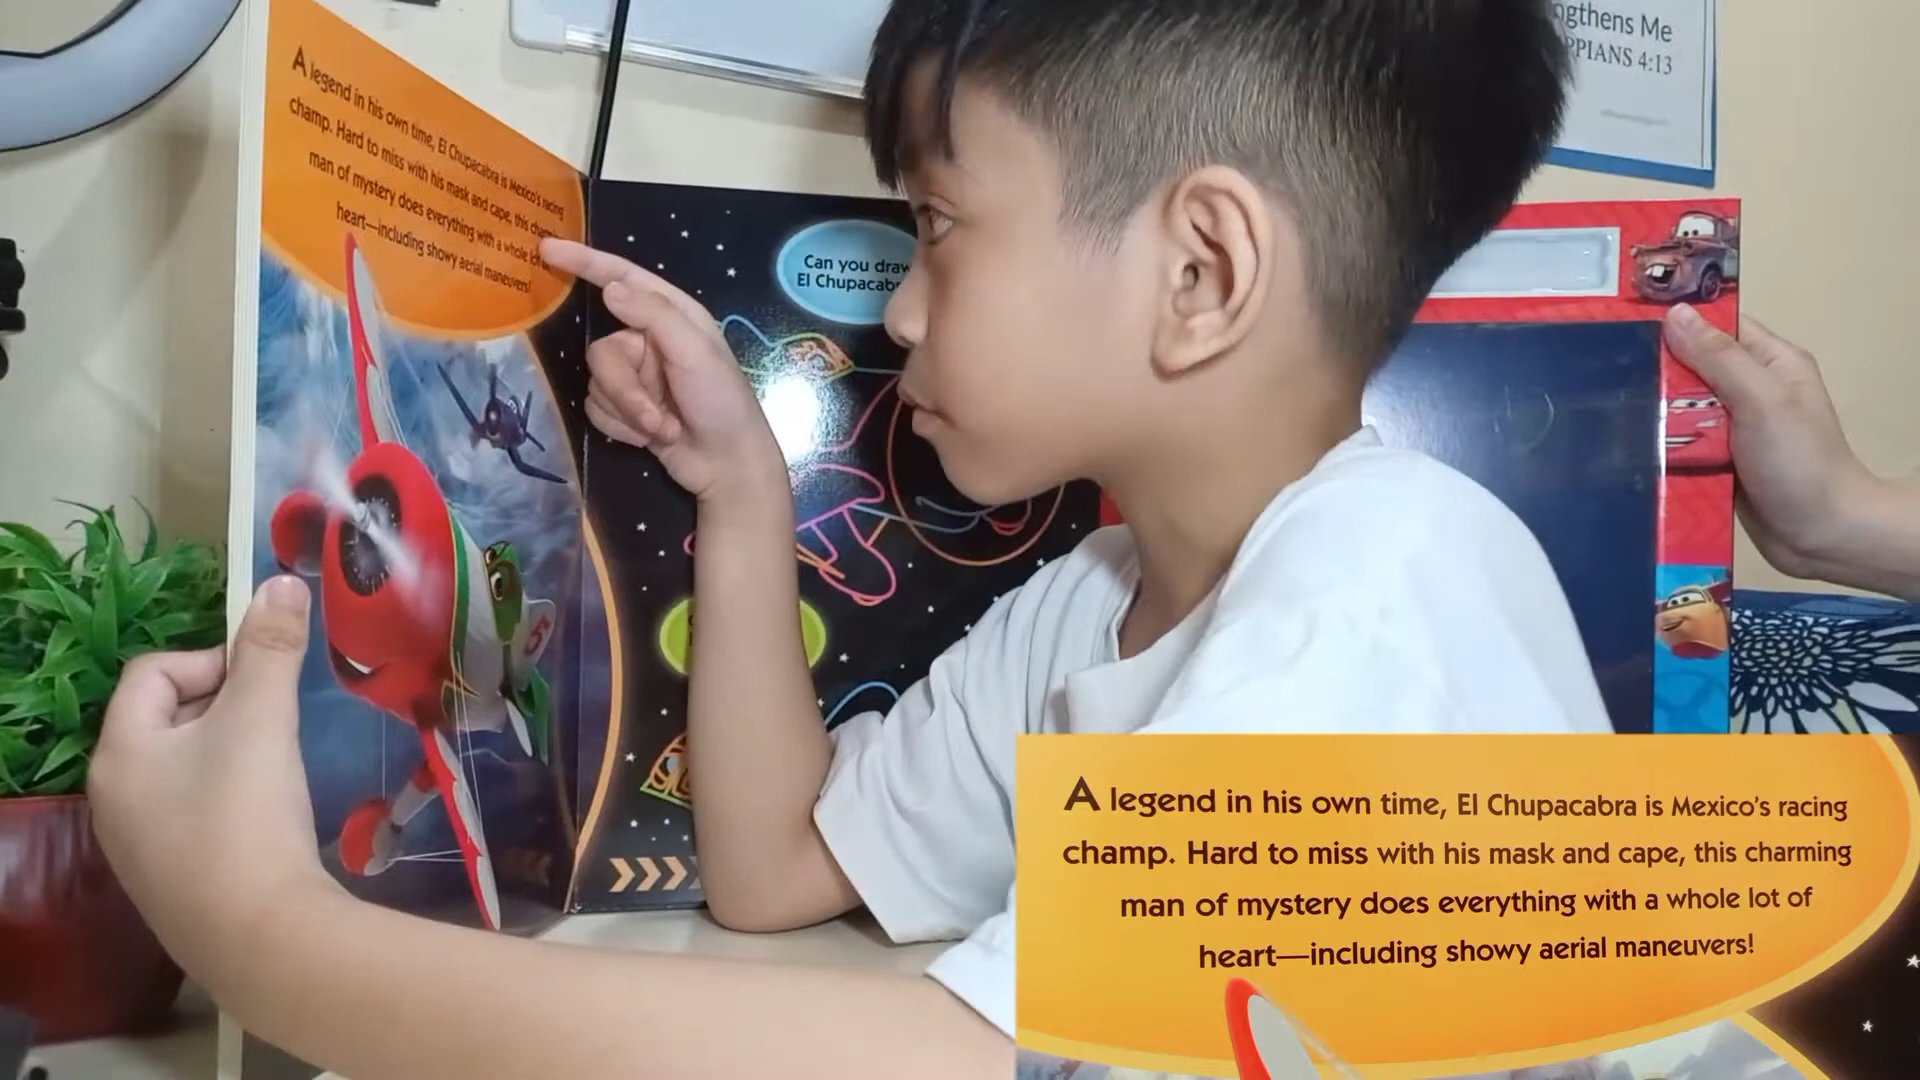 A legend in his own time, El Chupacabra is Mexico's racing
champ. Hard to miss with his mask and cape, this
man of mystery does everything with a whole lot
heart—including showy aerial maneuvers!
Can you draw
El Chupacabr
5
ngthens Me
PPIANS 4:13
A legend in his own time, El Chupacabra is Mexico's racing
champ. Hard to miss with his mask and cape, this charming
man of mystery does everything with a whole lot of
heart—including showy aerial maneuvers!